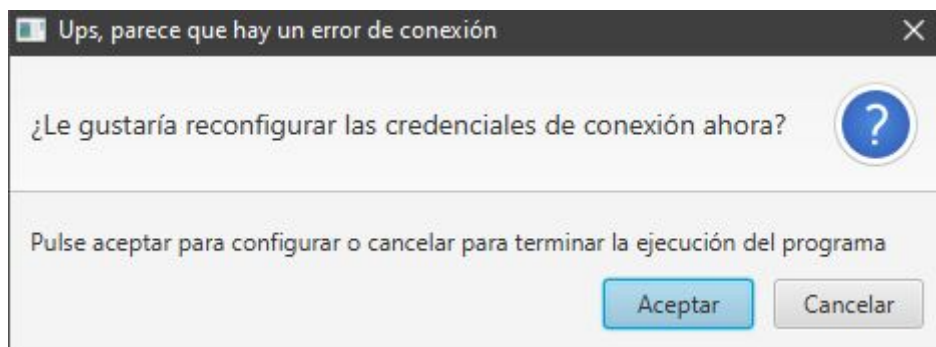 Ups, parece que hay un error de conexión
¿Le gustaría reconfigurar las credenciales de conexión ahora?
Pulse aceptar para configurar o cancelar para terminar la ejecución del programa
Aceptar
Cancelar